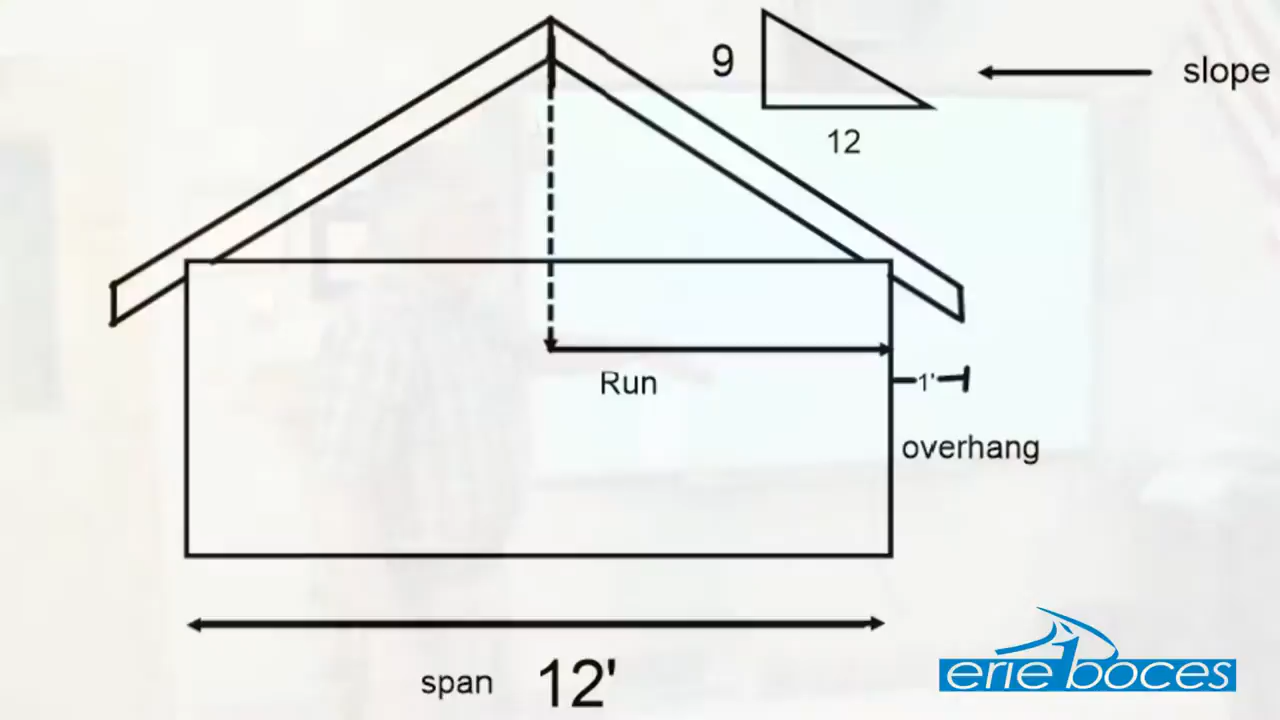 9
slope
12
Run
1'
overhang
span 12'
erie boces